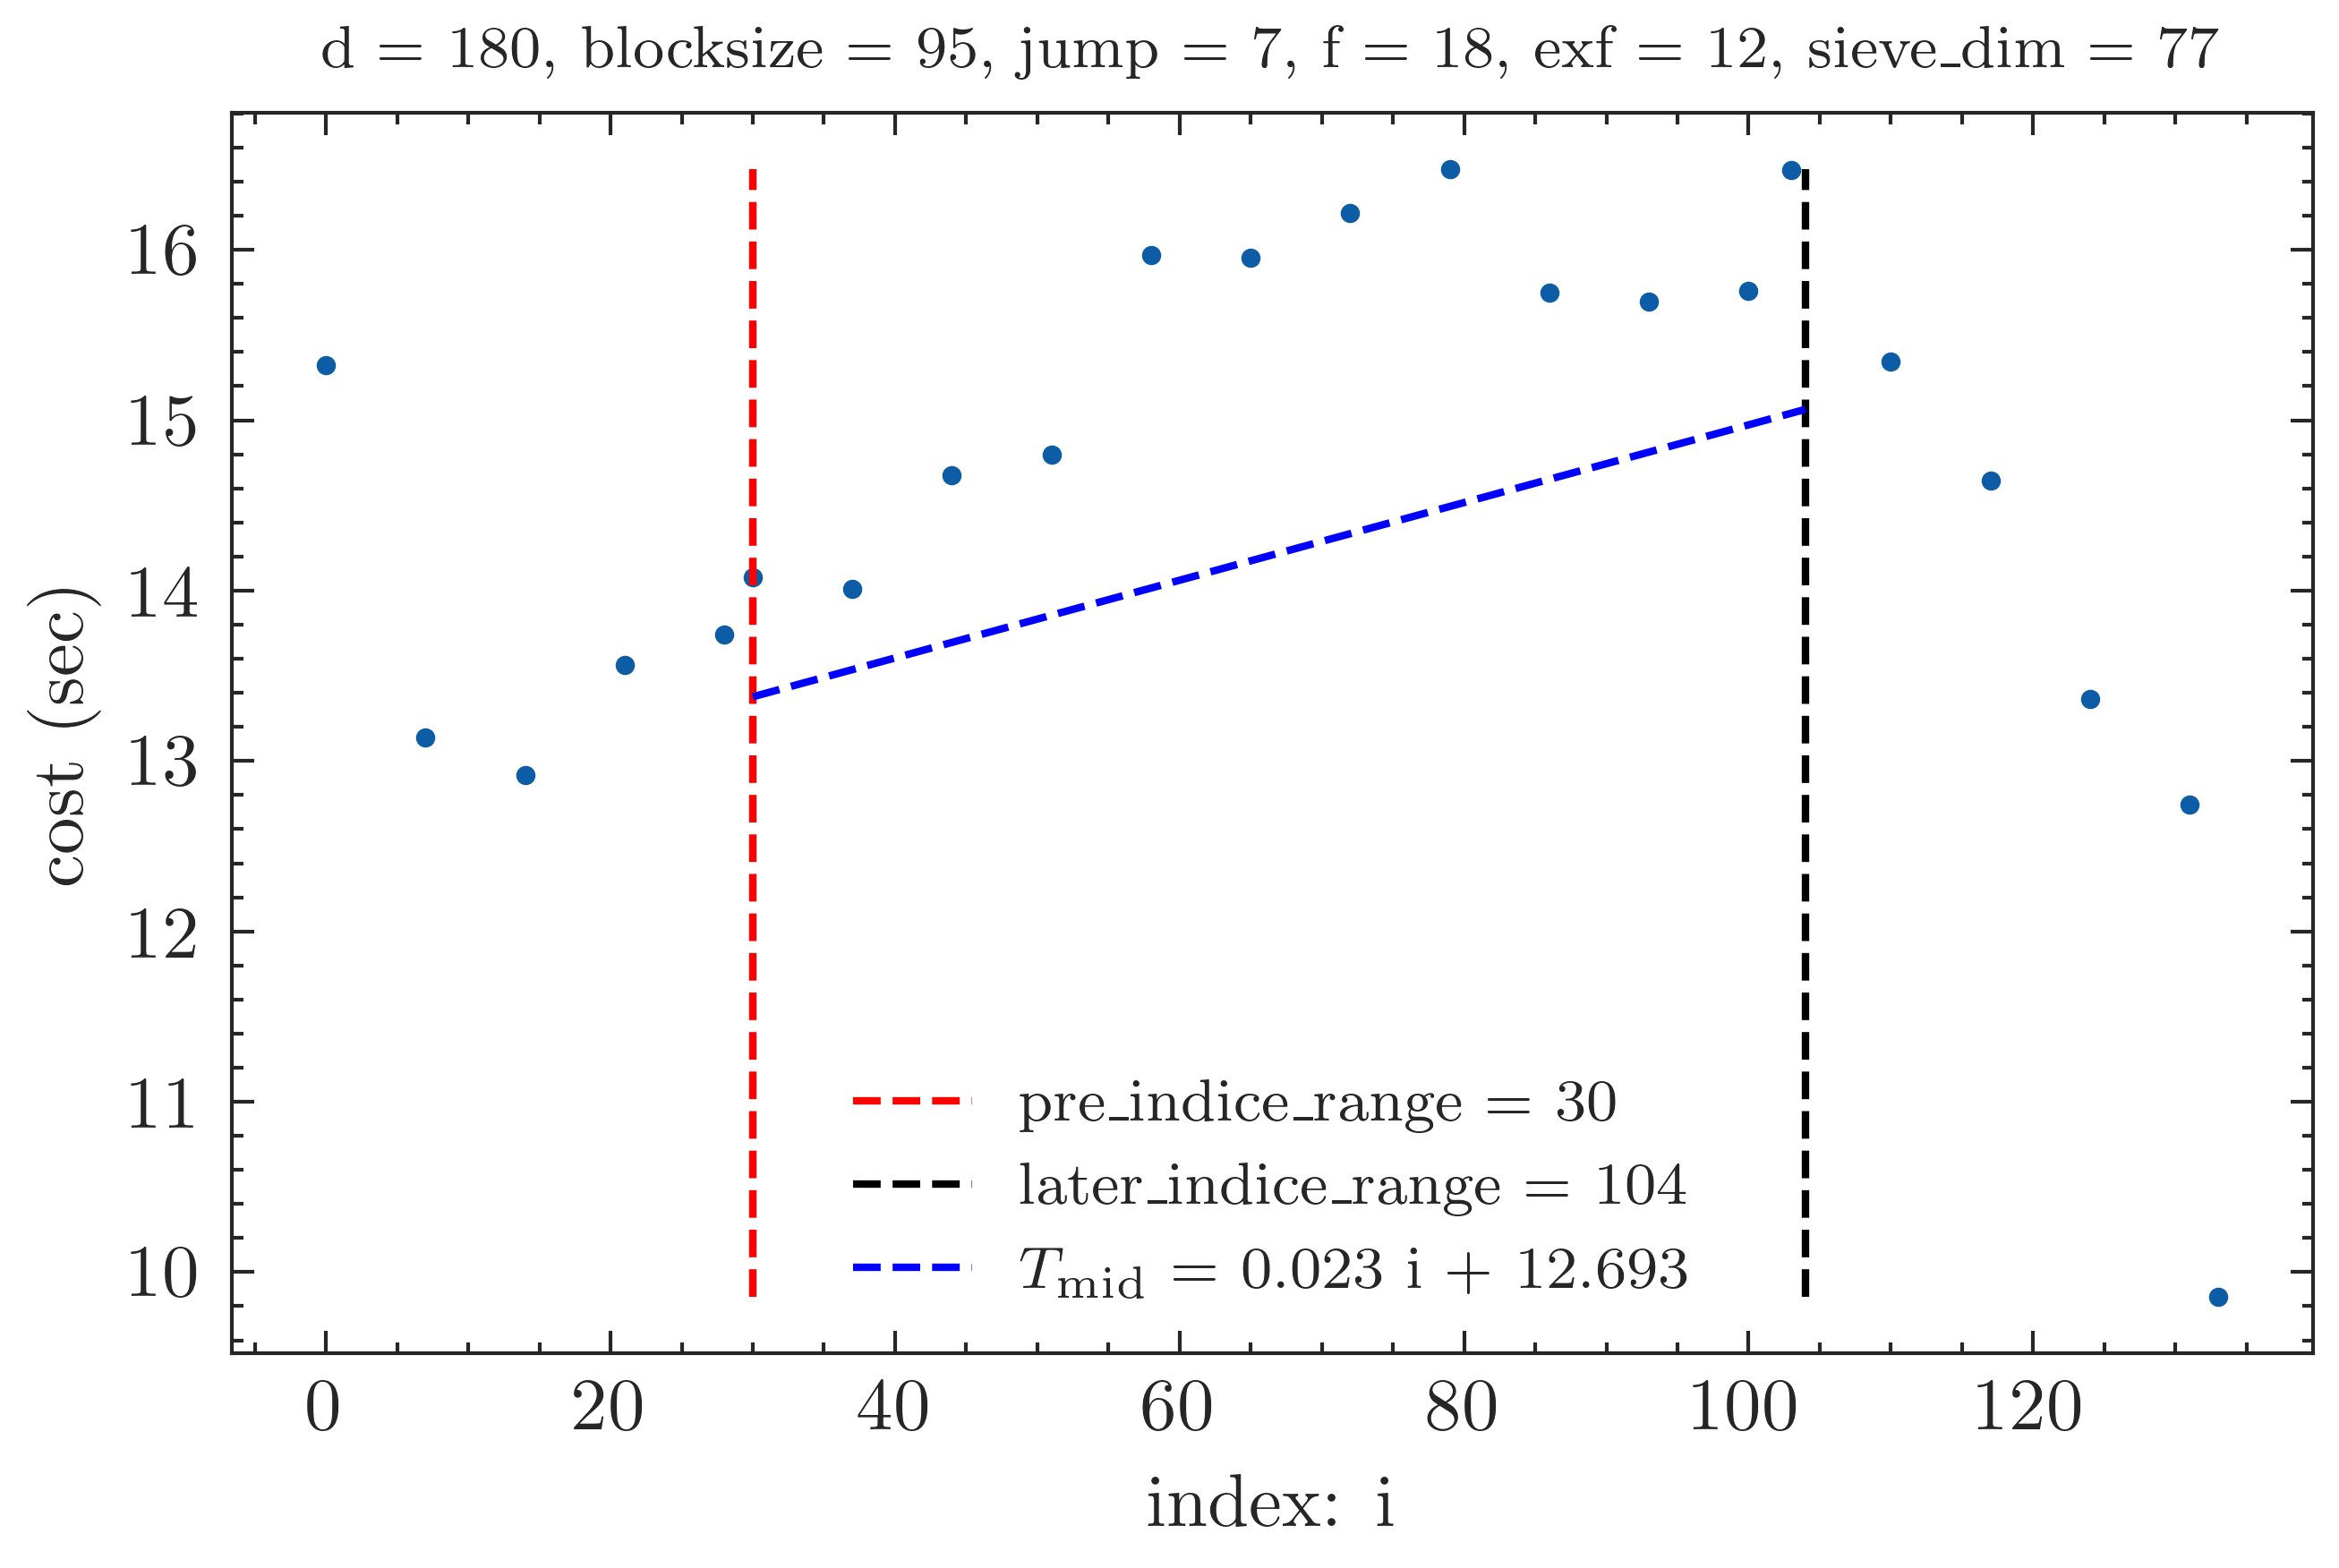 d = 180, blocksize = 95, jump = 7, f = 18, exf = 12, sieve_dim = 77
cost (sec)
16
15
14
13
12
11
10
pre_indice_range = 30
later_indice_range = 104
T_mid = 0.023 i + 12.693
0 20 40 60 80 100 120
index: i